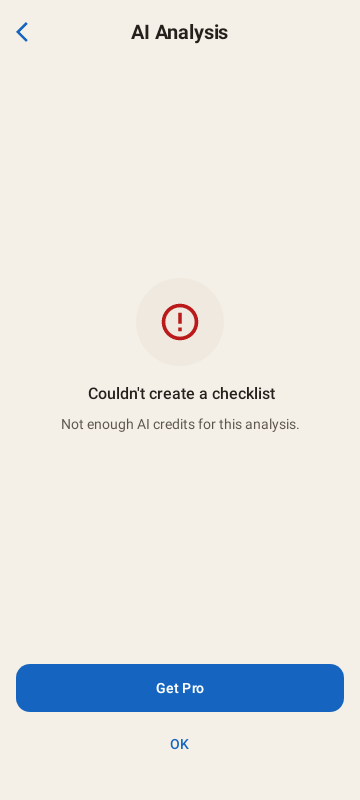 AI Analysis
Couldn't create a checklist
Not enough AI credits for this analysis.
Get Pro
OK